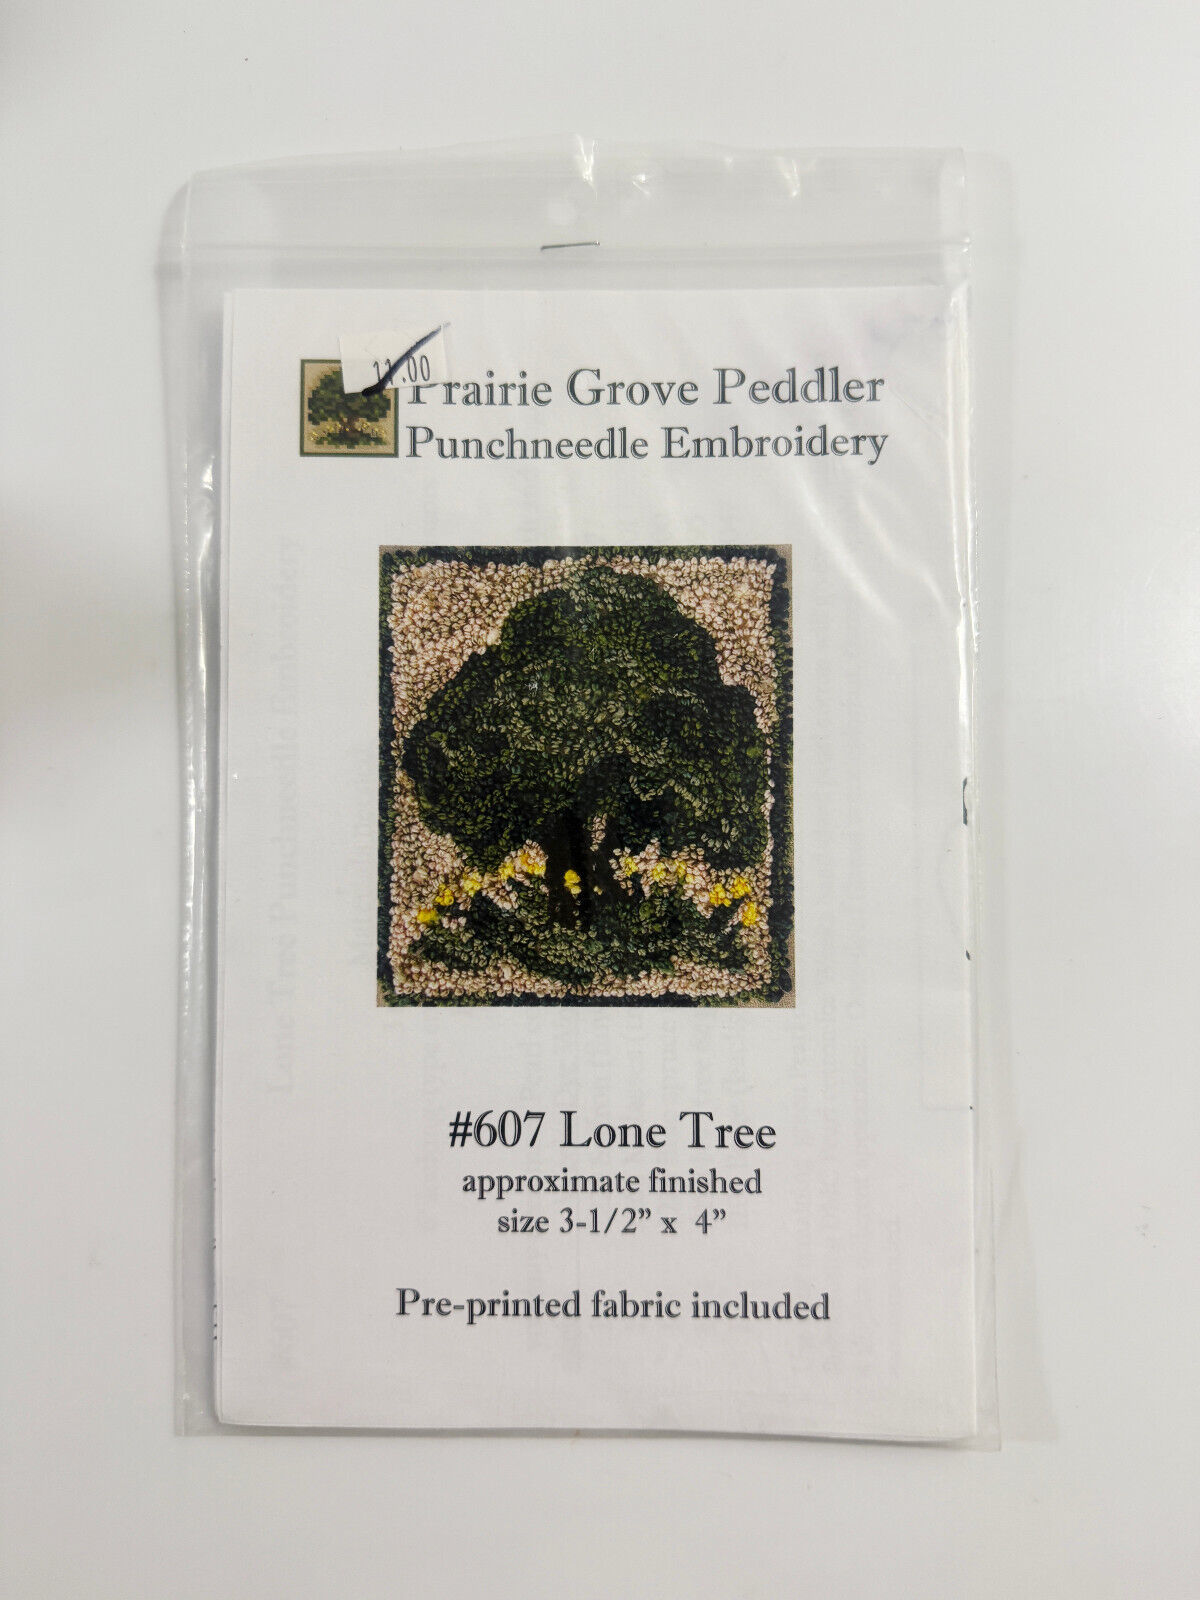 11.00
Prairie Grove Peddler
Punchneedle Embroidery
#607 Lone Tree
approximate finished
size 3-1/2” x 4”
Pre-printed fabric included